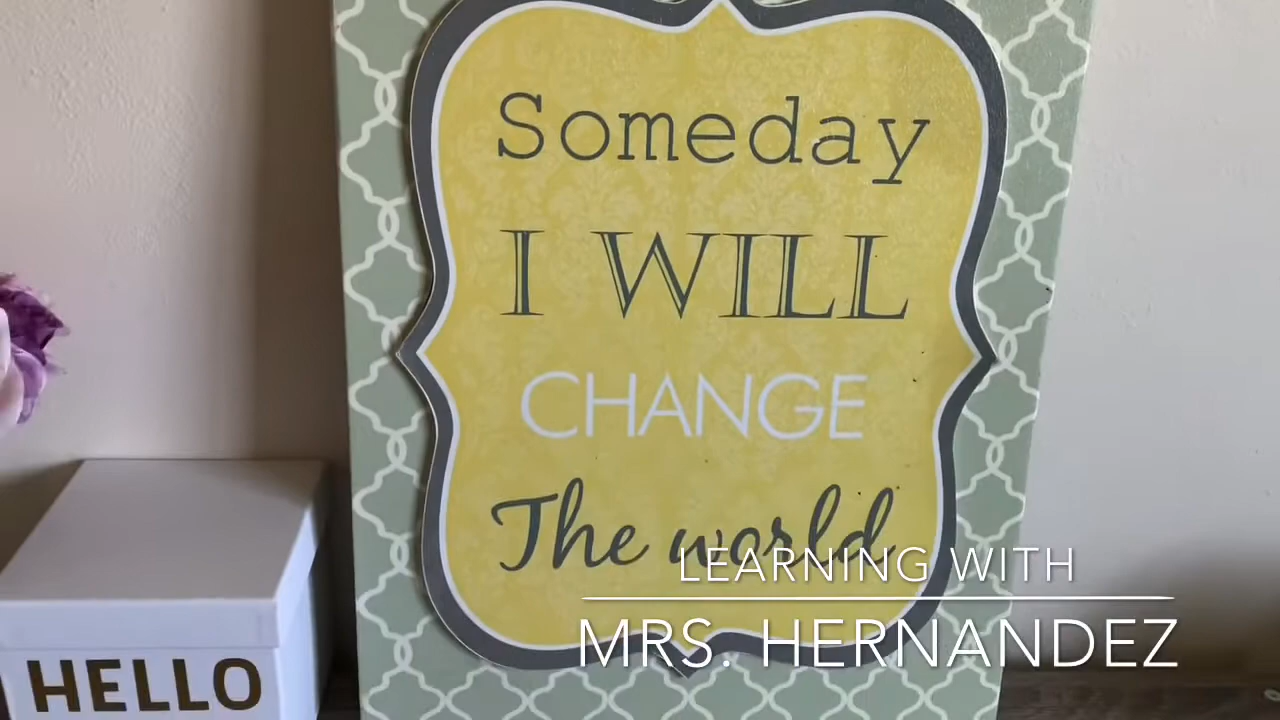 Someday
I WILL
CHANGE
The world
LEARNING WITH
MRS. HERNANDEZ
HELLO